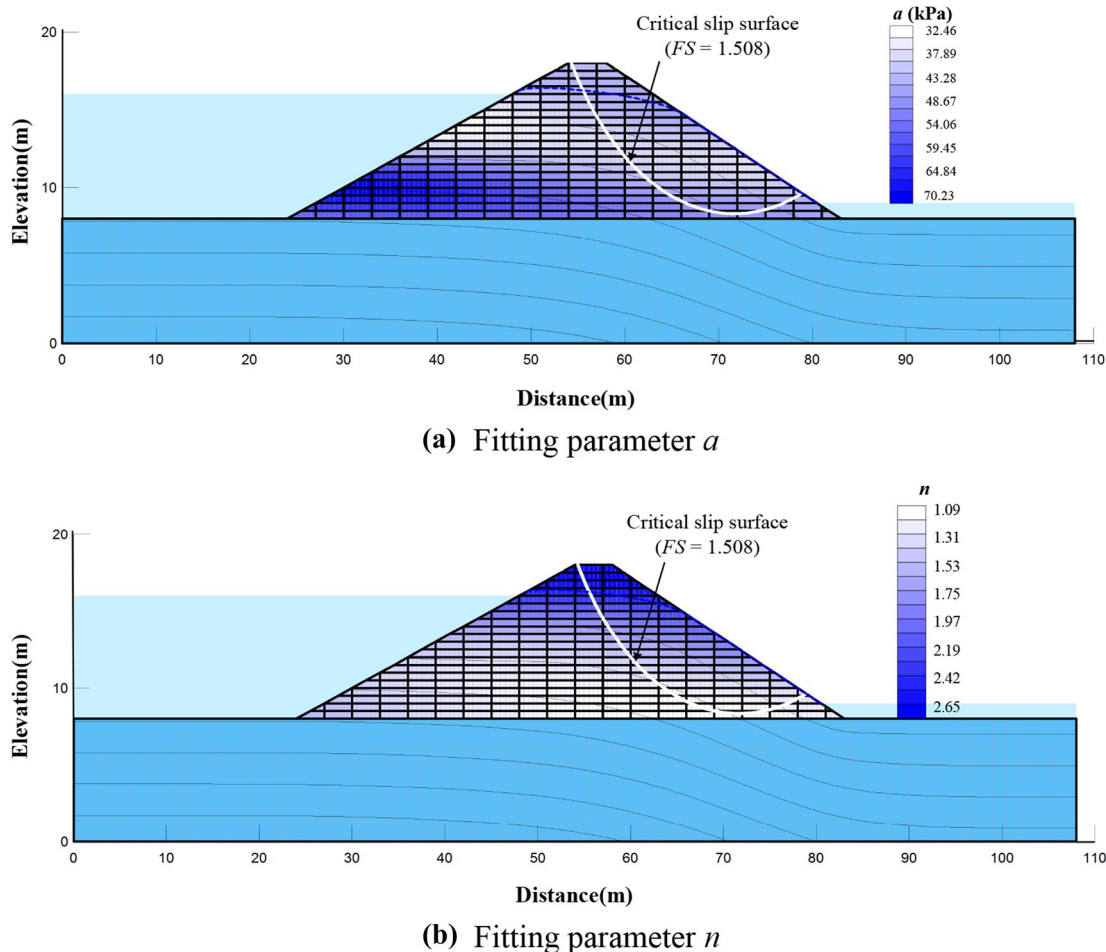 a (kPa)
Critical slip surface
(FS = 1.508)
32.46
37.89
43.28
48.67
54.06
59.45
64.84
70.23
20
10
0
Elevation(m)
0 10 20 30 40 50 60 70 80 90 100 110
Distance(m)
(a) Fitting parameter a
n
Critical slip surface
(FS = 1.508)
1.09
1.31
1.53
1.75
1.97
2.19
2.42
2.65
20
10
0
Elevation(m)
0 10 20 30 40 50 60 70 80 90 100 110
Distance(m)
(b) Fitting parameter n